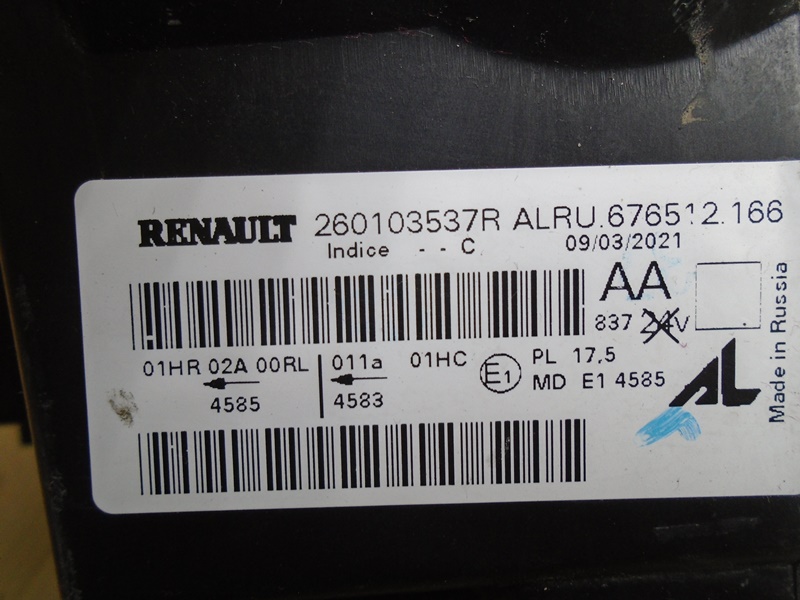 RENAULT 260103537R ALRU.676512.166
Indice - - C 09/03/2021
AA
837 24V
01HR 02A 00RL 011a 01HC E1 PL 17.5
4585 4583 MD E1 4585
AL
Made in Russia